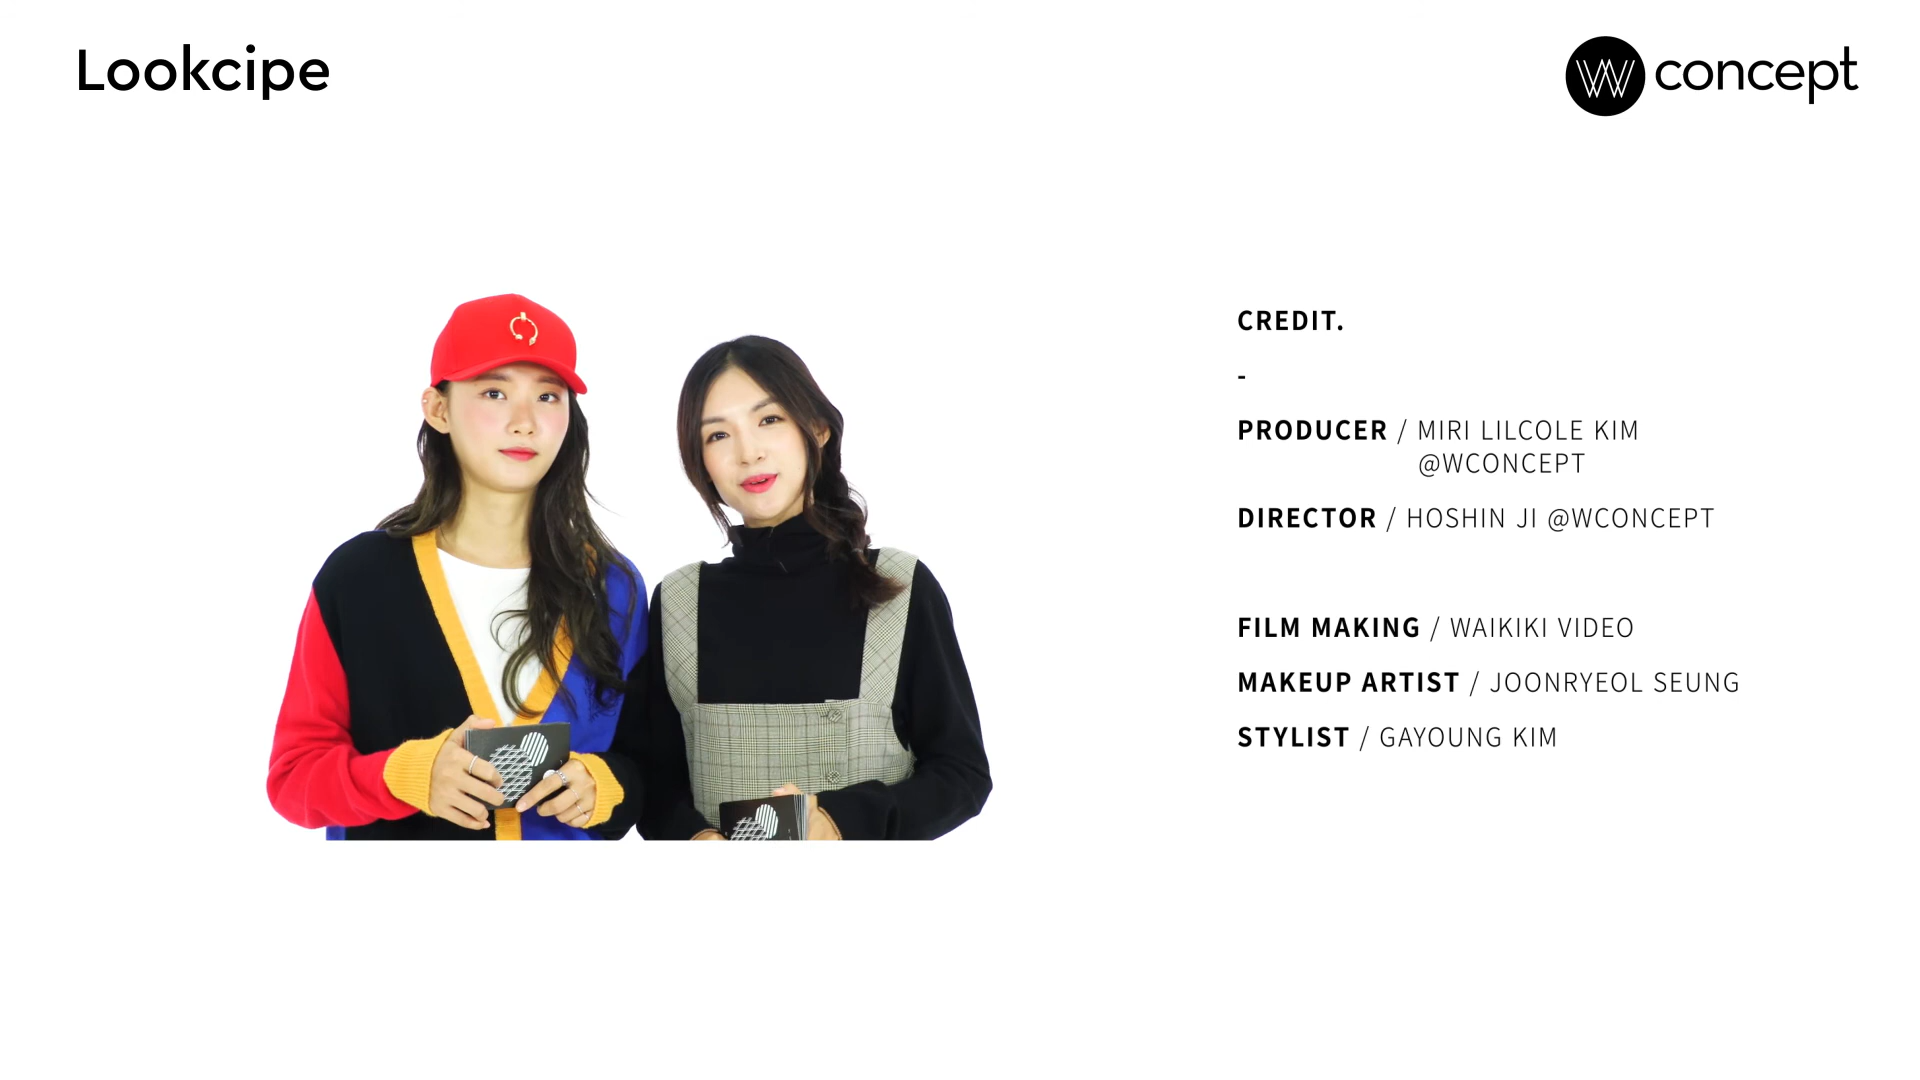 Lookcipe
W concept
CREDIT.
-
PRODUCER / MIRI LILCOLE KIM
@WCONCEPT
DIRECTOR / HOSHIN JI @WCONCEPT
FILM MAKING / WAIKIKI VIDEO
MAKEUP ARTIST / JOONRYEOL SEUNG
STYLIST / GAYOUNG KIM